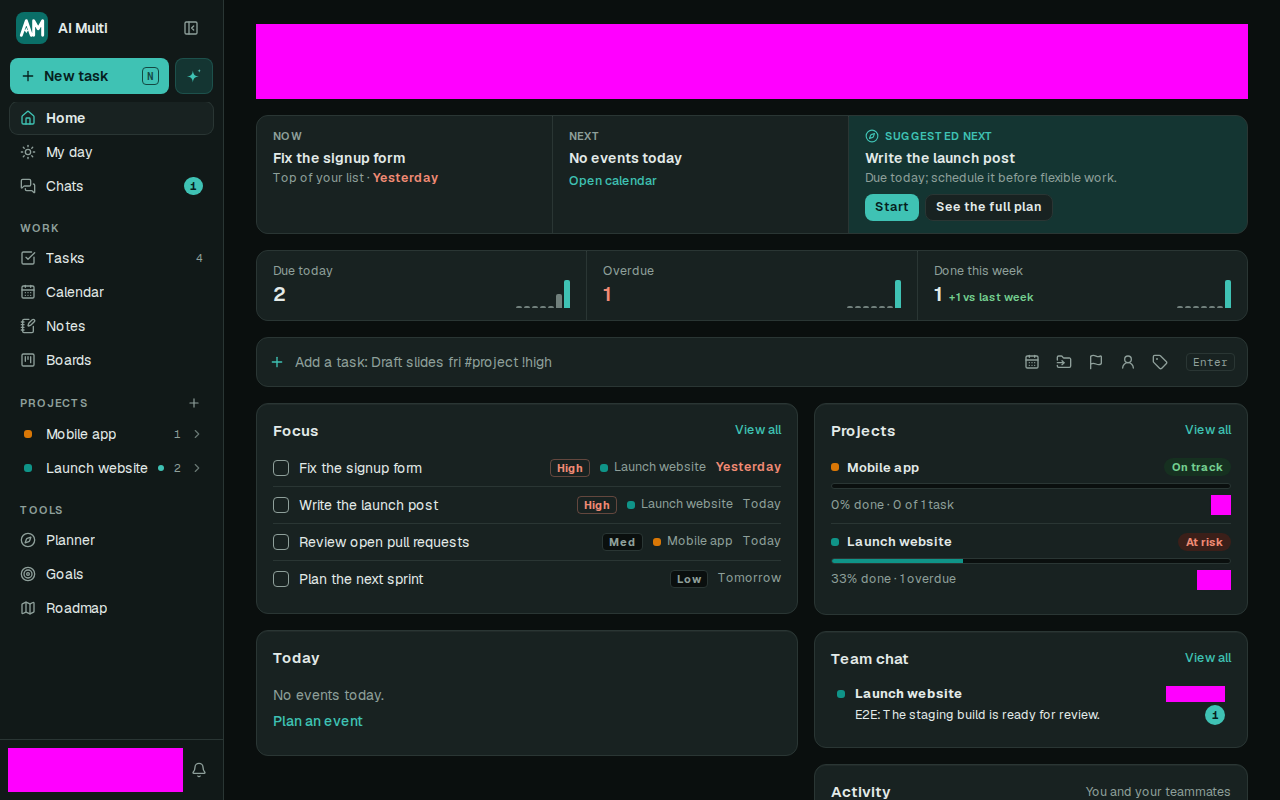 AM AI Multi
New task N
Home
My day
Chats 1
WORK
Tasks 4
Calendar
Notes
Boards
PROJECTS
Mobile app 1
Launch website 2
TOOLS
Planner
Goals
Roadmap
NOW
Fix the signup form
Top of your list · Yesterday
NEXT
No events today
Open calendar
SUGGESTED NEXT
Write the launch post
Due today; schedule it before flexible work.
Start See the full plan
Due today
2
Overdue
1
Done this week
1 +1 vs last week
Add a task: Draft slides fri #project !high Enter
Focus View all
Fix the signup form High Launch website Yesterday
Write the launch post High Launch website Today
Review open pull requests Med Mobile app Today
Plan the next sprint Low Tomorrow
Today
No events today.
Plan an event
Projects View all
Mobile app On track
0% done · 0 of 1 task
Launch website At risk
33% done · 1 overdue
Team chat View all
Launch website
E2E: The staging build is ready for review. 1
Activity You and your teammates